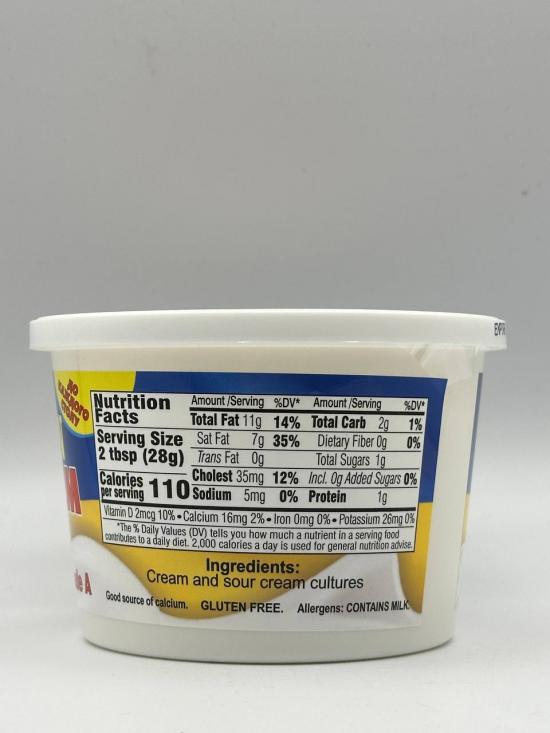 EXP
NO
SABORO
Nutrition
Facts
Serving Size
2 tbsp (28g)
Calories
per serving 110
Amount /Serving %DV*
Total Fat 11g 14%
Sat Fat 7g 35%
Trans Fat 0g
Cholest 35mg 12%
Sodium 5mg 0%
Amount /Serving %DV*
Total Carb 2g 1%
Dietary Fiber 0g 0%
Total Sugars 1g
Incl. 0g Added Sugars 0%
Protein 1g
Vitamin D 2mcg 10% • Calcium 16mg 2% • Iron 0mg 0% • Potassium 26mg 0%
*The % Daily Values (DV) tells you how much a nutrient in a serving food
contributes to a daily diet. 2,000 calories a day is used for general nutrition advise.
Ingredients:
Cream and sour cream cultures
Good source of calcium. GLUTEN FREE. Allergens: CONTAINS MILK.
M
le A